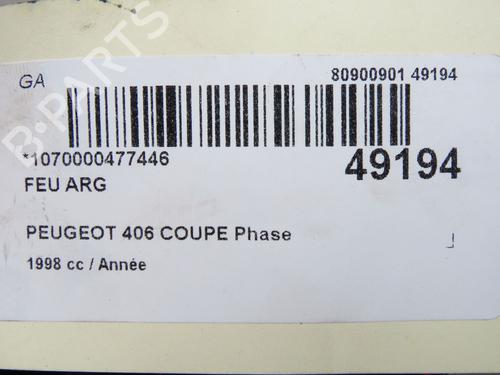 GA
80900901 49194
*1070000477446
49194
FEU ARG
PEUGEOT 406 COUPE Phase
1998 cc / Année
B-PARTS